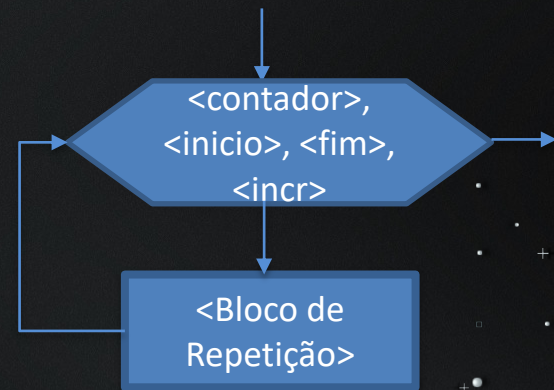 <contador>,
<inicio>, <fim>,
<incr>
<Bloco de
Repetição>